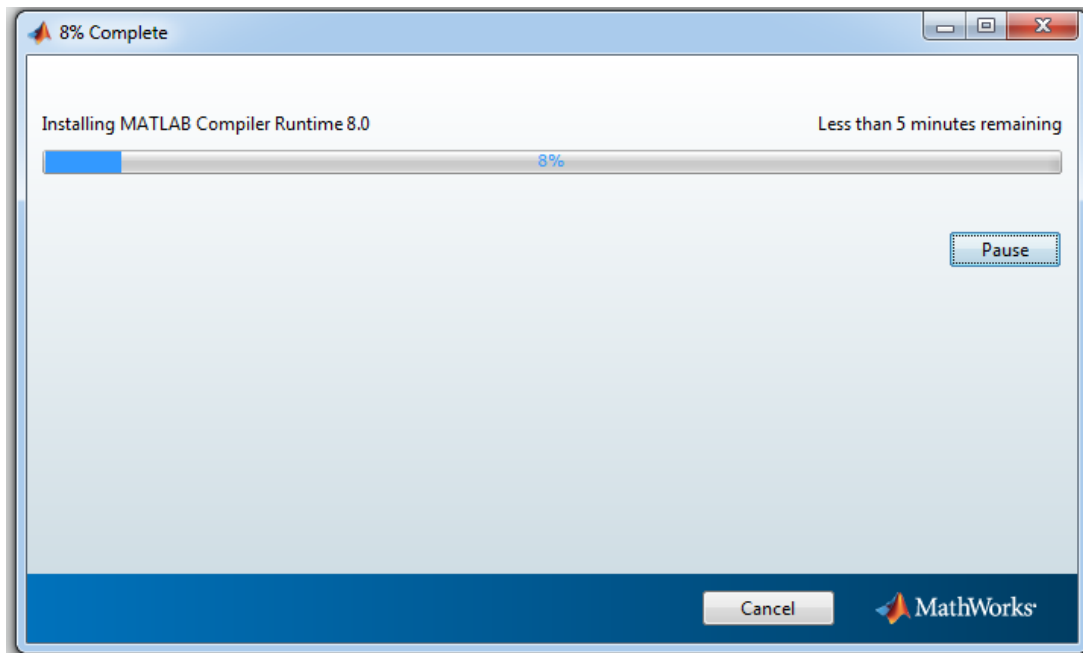 8% Complete
Installing MATLAB Compiler Runtime 8.0
Less than 5 minutes remaining
8%
Pause
Cancel
MathWorks